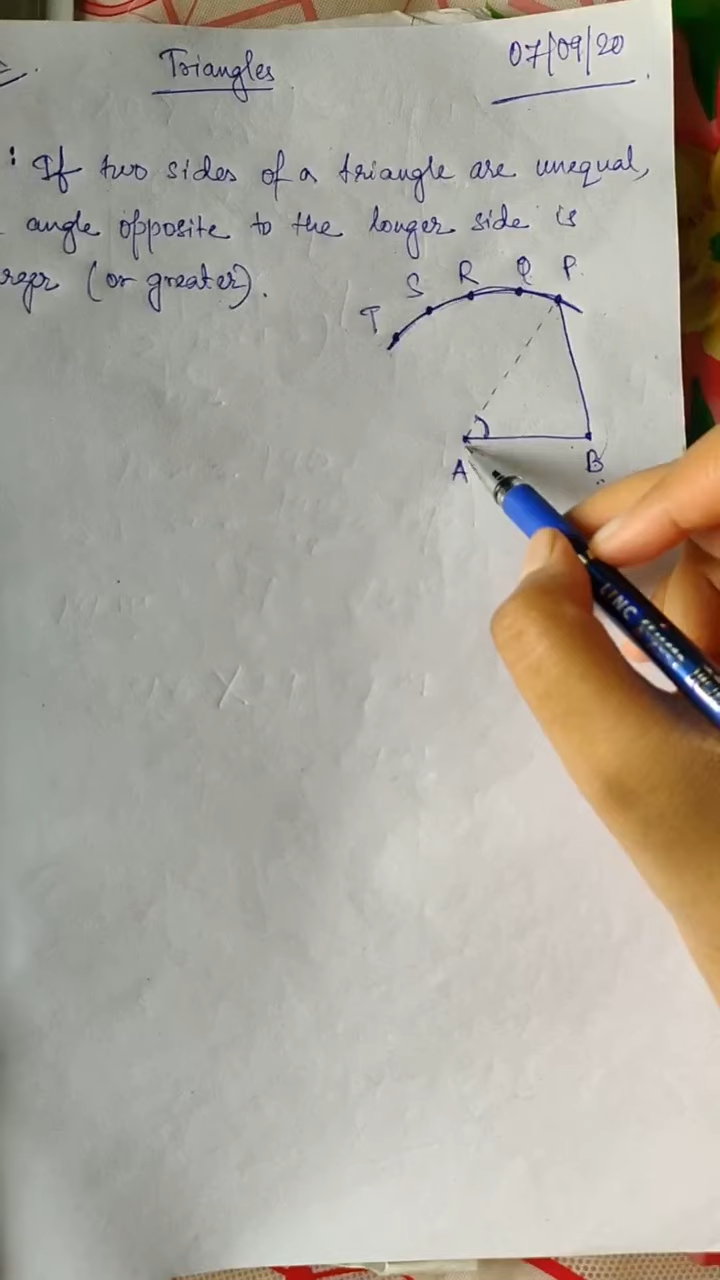 Triangles
07/09/20
: If two sides of a triangle are unequal,
angle opposite to the longer side is
(or greater).
T S R Q P
A B
LINC